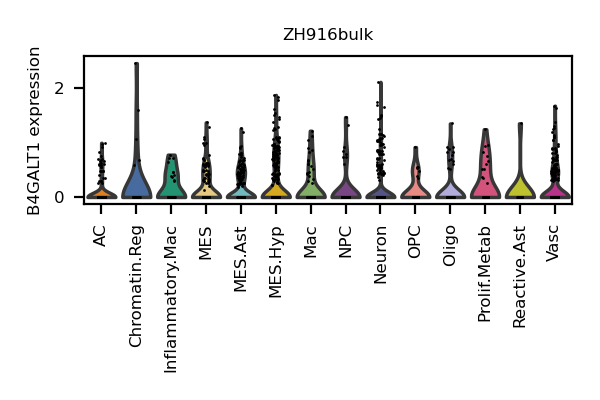 ZH916bulk
B4GALT1 expression
2
0
AC
Chromatin.Reg
Inflammatory.Mac
MES
MES.Ast
MES.Hyp
Mac
NPC
Neuron
OPC
Oligo
Prolif.Metab
Reactive.Ast
Vasc